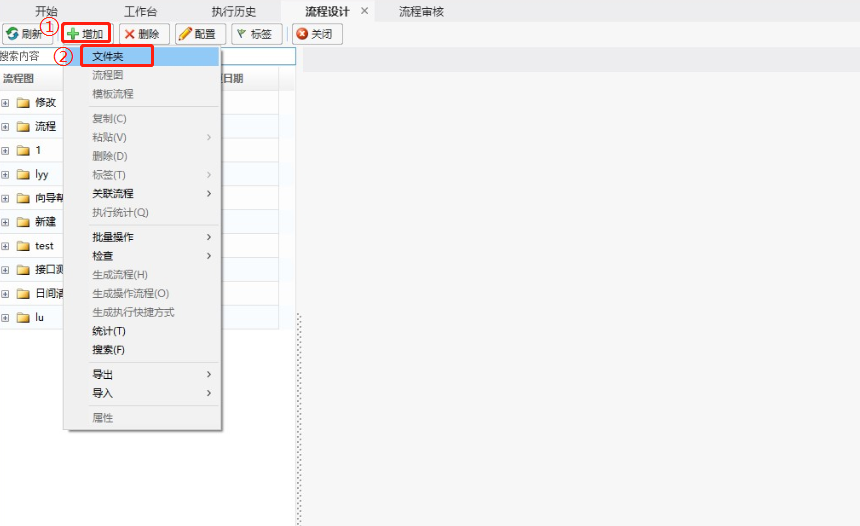 开始 工作台 执行历史 流程设计 流程审核
① 刷新 增加 删除 配置 标签 关闭
搜索内容 ② 文件夹
流程图 流程图 日期
模板流程
修改
复制(C)
流程
粘贴(V)
1
删除(D)
lyy
标签(T)
向导帮
关联流程
新建
执行统计(Q)
test
批量操作
接口测
检查
生成流程(H)
日间清
生成操作流程(O)
lu
生成执行快捷方式
统计(T)
搜索(F)
导出
导入
属性